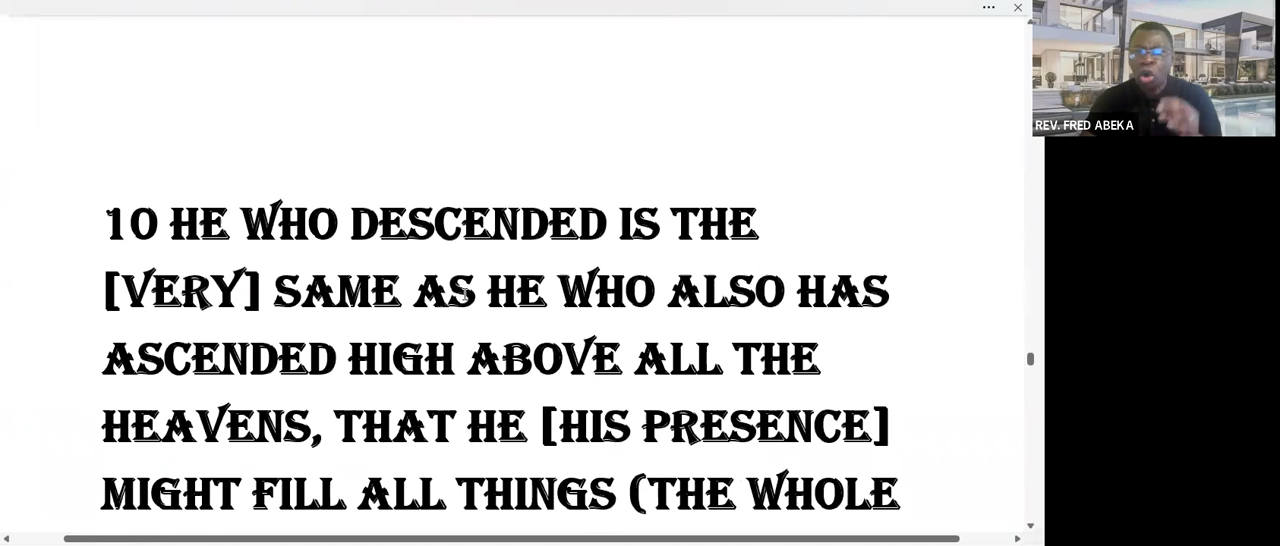 REV. FRED ABEKA
10 HE WHO DESCENDED IS THE
[VERY] SAME AS HE WHO ALSO HAS
ASCENDED HIGH ABOVE ALL THE
HEAVENS, THAT HE [HIS PRESENCE]
MIGHT FILL ALL THINGS (THE WHOLE